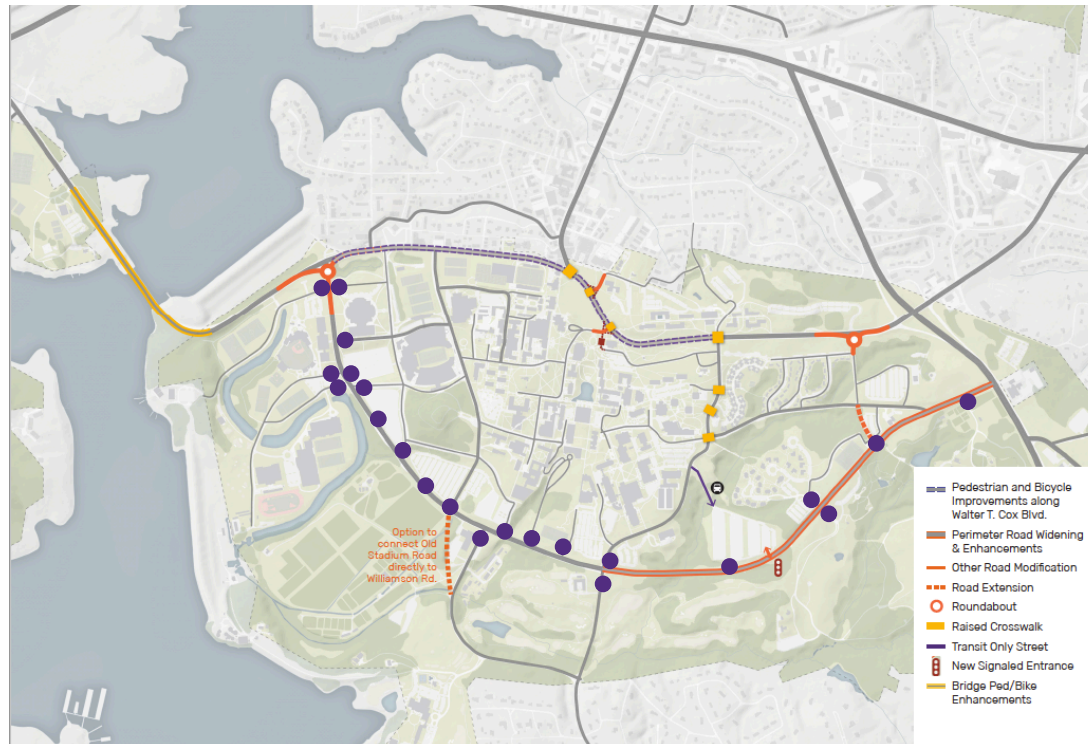 Option to
connect Old
Stadium Road
directly to
Williamson Rd.
Pedestrian and Bicycle
Improvements along
Walter T. Cox Blvd.
Perimeter Road Widening
& Enhancements
Other Road Modification
Road Extension
Roundabout
Raised Crosswalk
Transit Only Street
New Signaled Entrance
Bridge Ped/Bike
Enhancements